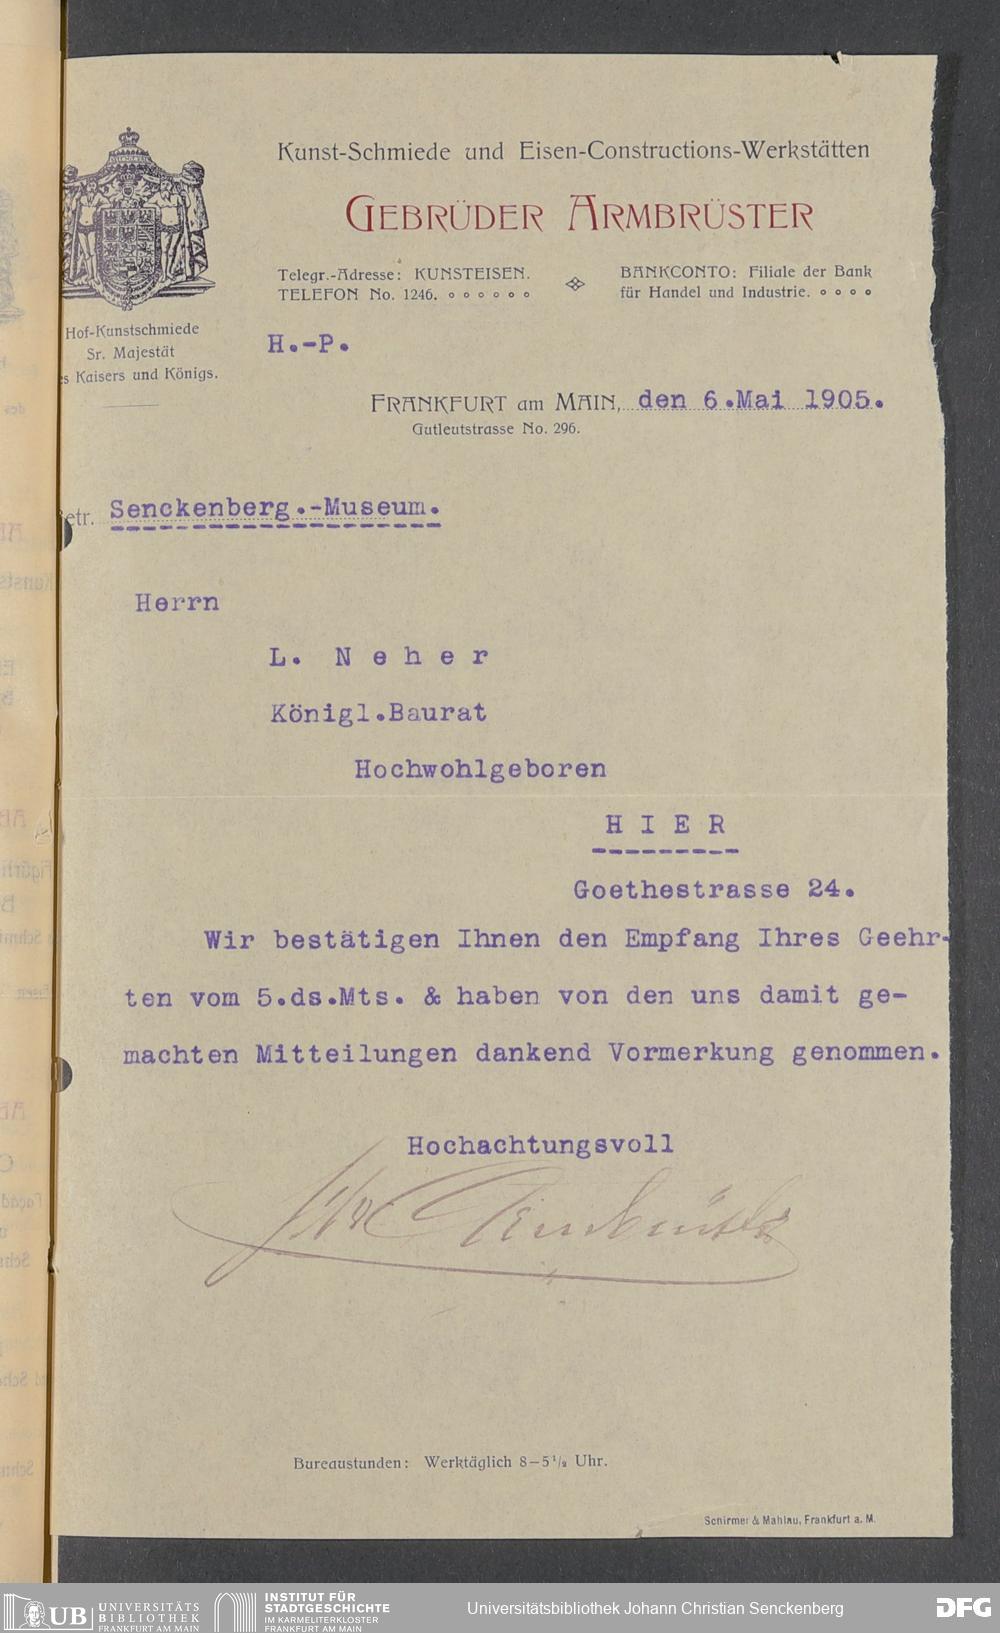 Kunst-Schmiede und Eisen-Constructions-Werkstätten
GEBRÜDER ARMBRÜSTER
Telegr.-Adresse: KUNSTEISEN.
TELEFON No. 1246.
BANKCONTO: Filiale der Bank
für Handel und Industrie.
Hof-Kunstschmiede
Sr. Majestät
es Kaisers und Königs.
H.-P.
FRANKFURT am MAIN, den 6.Mai 1905.
Gutleutstrasse No. 296.
etr. Senckenberg.-Museum.
Herrn
L. Neher
Königl.Baurat
Hochwohlgeboren
HIER
Goethestrasse 24.
Wir bestätigen Ihnen den Empfang Ihres Geehr-
ten vom 5.ds.Mts. & haben von den uns damit ge-
machten Mitteilungen dankend Vormerkung genommen.
Hochachtungsvoll
Bureaustunden: Werktäglich 8–5 1/2 Uhr.
Schirmer & Mahlau, Frankfurt a. M.
UB UNIVERSITÄTS
BIBLIOTHEK
FRANKFURT AM MAIN
INSTITUT FÜR
STADTGESCHICHTE
IM KARMELITERKLOSTER
FRANKFURT AM MAIN
Universitätsbibliothek Johann Christian Senckenberg
DFG